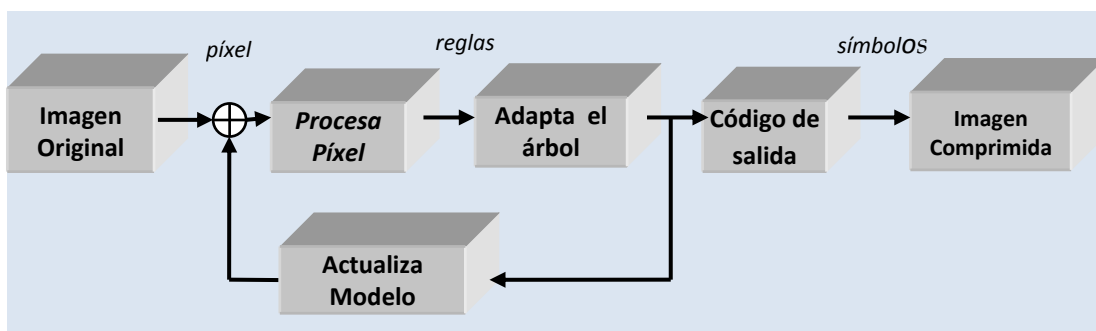 píxel
reglas
símbolos
Imagen
Original
Procesa
Píxel
Adapta el
árbol
Código de
salida
Imagen
Comprimida
Actualiza
Modelo